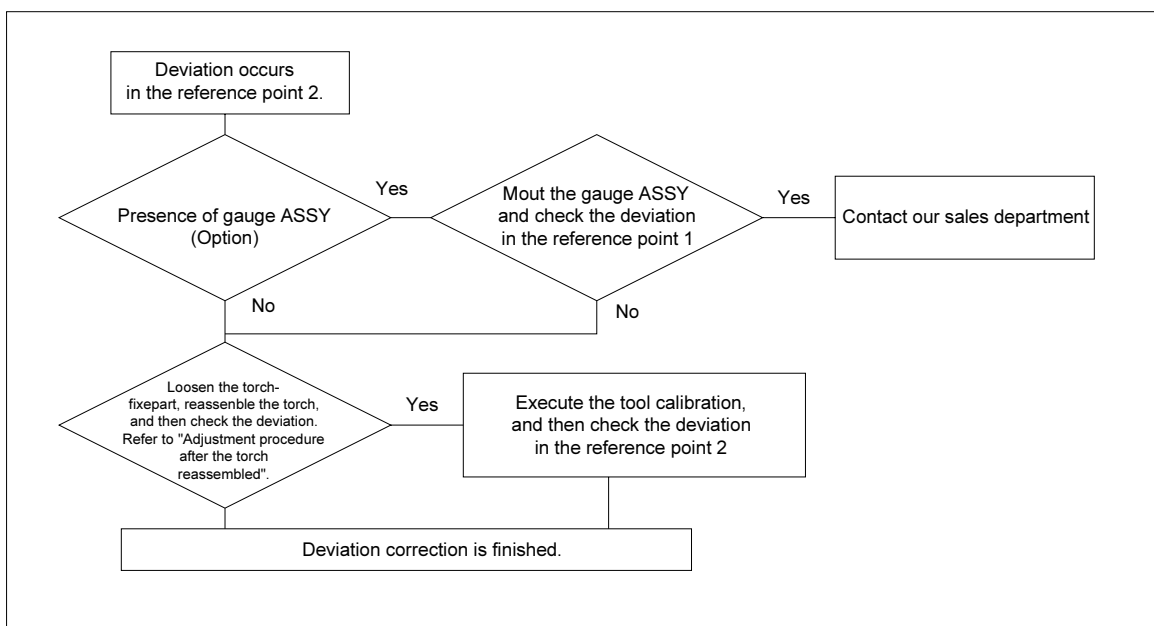 Deviation occurs
in the reference point 2.
Presence of gauge ASSY
(Option)
Yes
Mout the gauge ASSY
and check the deviation
in the reference point 1
Yes
Contact our sales department
No
No
Loosen the torch-
fixepart, reassenble the torch,
and then check the deviation.
Refer to "Adjustment procedure
after the torch
reassembled".
Yes
Execute the tool calibration,
and then check the deviation
in the reference point 2
Deviation correction is finished.